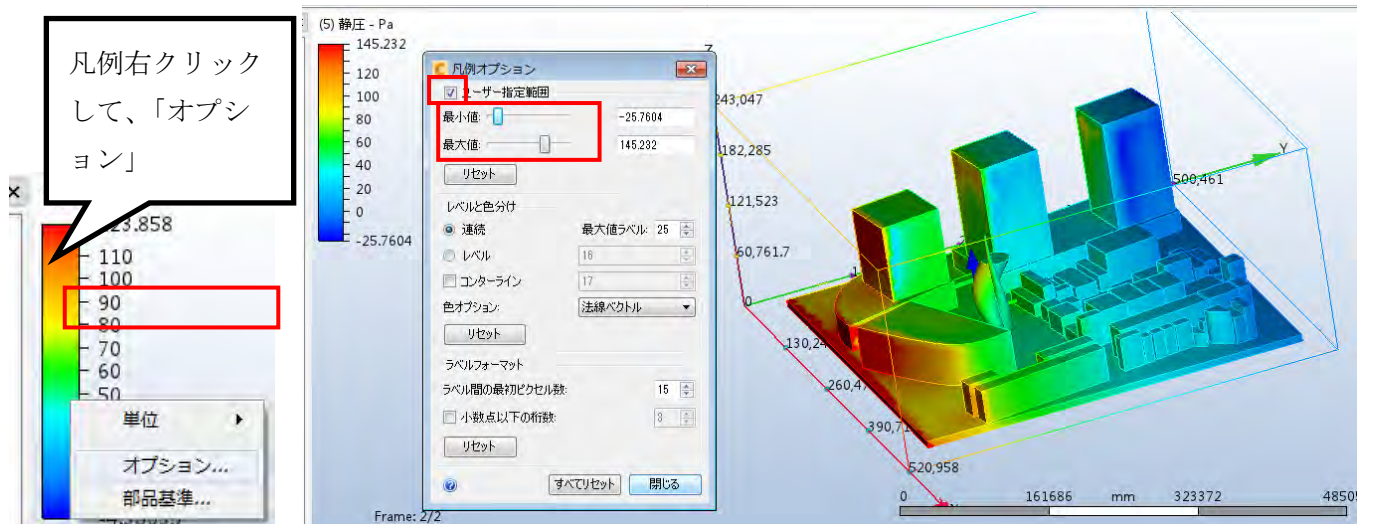 凡例右クリック
して、「オプシ
ョン」
110
100
90
80
70
60
50
単位
オプション...
部品基準...
(5) 静圧 - Pa
145.232
120
100
80
60
40
20
0
-25.7604
凡例オプション
ユーザー指定範囲
最小値: -25.7604
最大値: 145.232
リセット
レベルと色分け
連続 最大値ラベル: 25
レベル 16
コンターライン 17
色オプション: 法線ベクトル
リセット
ラベルフォーマット
ラベル間の最初ピクセル数: 15
小数点以下の桁数: 3
リセット
すべてリセット 閉じる
Frame: 2/2
Z
243,047
182,285
121,523
60,761.7
0
Y
500,461
130,24
260,47
390,71
520,958
0 161686 mm 323372 48505